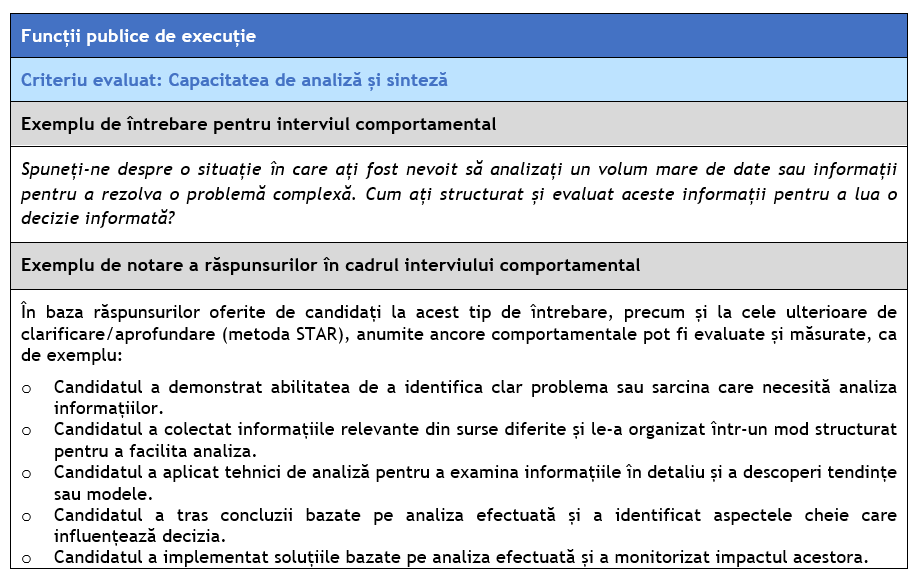 Funcții publice de execuție
Criteriu evaluat: Capacitatea de analiză și sinteză
Exemplu de întrebare pentru interviul comportamental
Spuneți-ne despre o situație în care ați fost nevoit să analizați un volum mare de date sau informații
pentru a rezolva o problemă complexă. Cum ați structurat și evaluat aceste informații pentru a lua o
decizie informată?
Exemplu de notare a răspunsurilor în cadrul interviului comportamental
În baza răspunsurilor oferite de candidați la acest tip de întrebare, precum și la cele ulterioare de
clarificare/aprofundare (metoda STAR), anumite ancore comportamentale pot fi evaluate și măsurate, ca
de exemplu:
o Candidatul a demonstrat abilitatea de a identifica clar problema sau sarcina care necesită analiza
informațiilor.
o Candidatul a colectat informațiile relevante din surse diferite și le-a organizat într-un mod structurat
pentru a facilita analiza.
o Candidatul a aplicat tehnici de analiză pentru a examina informațiile în detaliu și a descoperi tendințe
sau modele.
o Candidatul a tras concluzii bazate pe analiza efectuată și a identificat aspectele cheie care
influențează decizia.
o Candidatul a implementat soluțiile bazate pe analiza efectuată și a monitorizat impactul acestora.